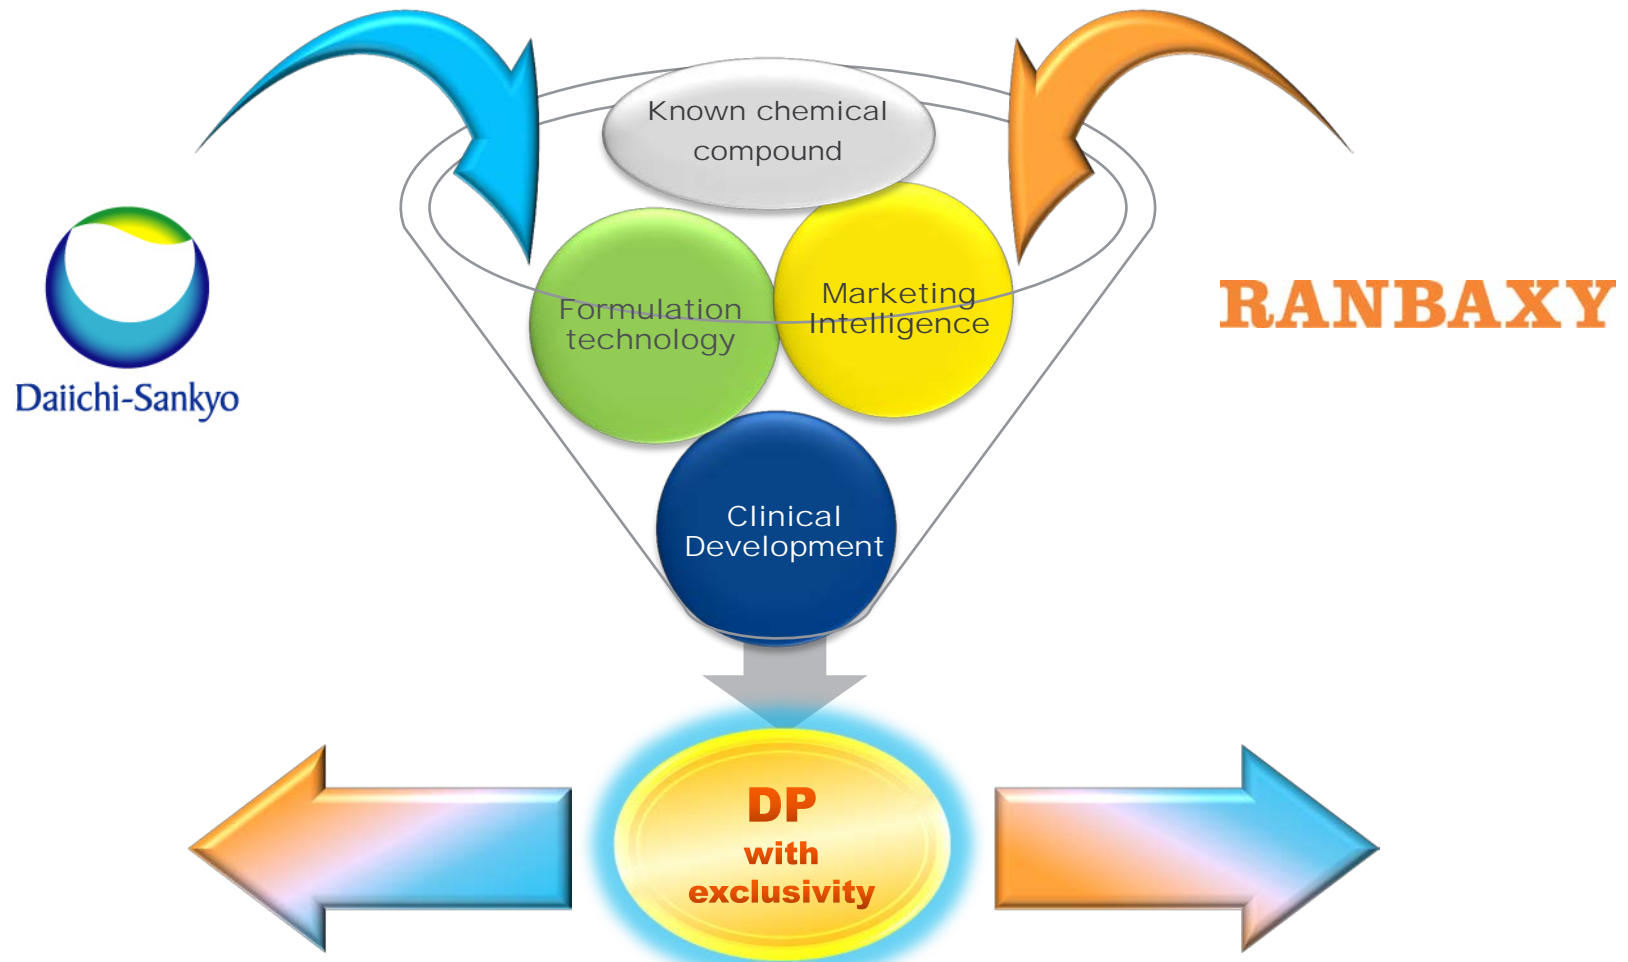 Known chemical
compound
Formulation
technology
Marketing
Intelligence
Daiichi-Sankyo
RANBAXY
Clinical
Development
DP
with
exclusivity